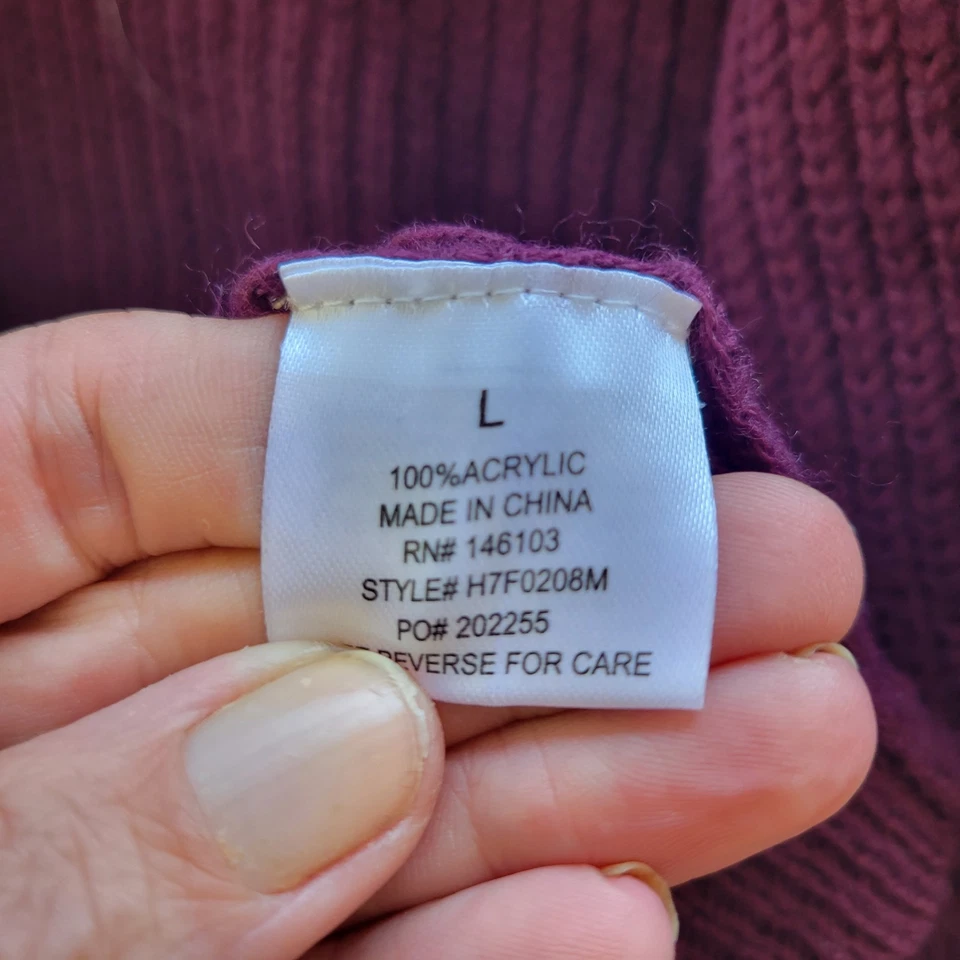 L
100%ACRYLIC
MADE IN CHINA
RN# 146103
STYLE# H7F0208M
PO# 202255
REVERSE FOR CARE